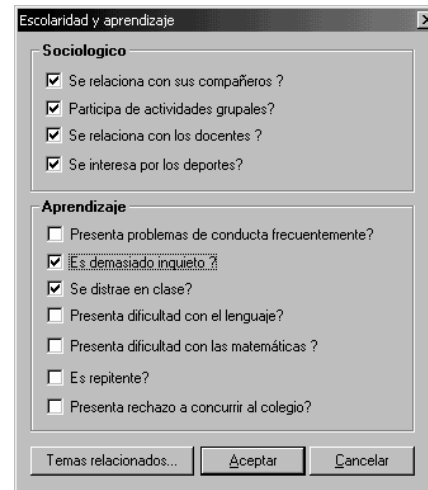 Escolaridad y aprendizaje
Sociologico
Se relaciona con sus compañeros ?
Participa de actividades grupales?
Se relaciona con los docentes ?
Se interesa por los deportes?
Aprendizaje
Presenta problemas de conducta frecuentemente?
Es demasiado inquieto ?
Se distrae en clase?
Presenta dificultad con el lenguaje?
Presenta dificultad con las matemáticas ?
Es repitente?
Presenta rechazo a concurrir al colegio?
Temas relacionados... Aceptar Cancelar